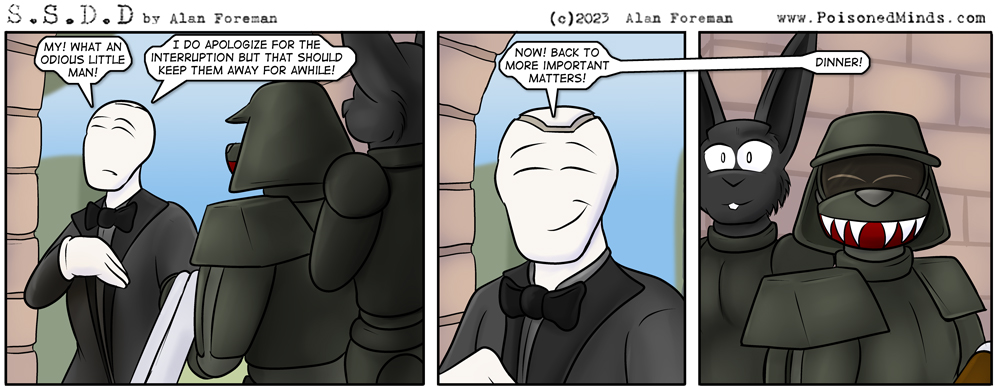 S.S.D.D by Alan Foreman (c)2023 Alan Foreman www.PoisonedMinds.com
MY! WHAT AN
ODIOUS LITTLE
MAN!
I DO APOLOGIZE FOR THE
INTERRUPTION BUT THAT SHOULD
KEEP THEM AWAY FOR AWHILE!
NOW! BACK TO
MORE IMPORTANT
MATTERS!
DINNER!